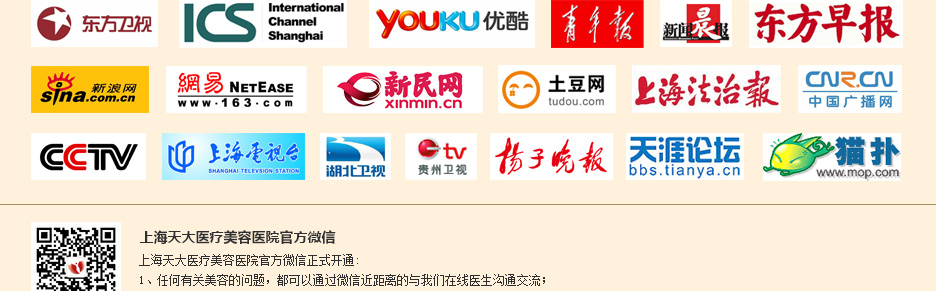 东方卫视
ICS
International
Channel
Shanghai
YOUKU 优酷
青年报
新闻晨报
东方早报
sina 新浪网
.com.cn
網易 NETEASE
www.163.com
新民网
xinmin.cn
土豆网
tudou.com
上海法治報
CNR.CN
中国广播网
CCTV
上海電視台
SHANGHAI TELEVISION STATION
湖北卫视
tv
贵州卫视
扬子晚報
天涯论坛
bbs.tianya.cn
猫扑
www.mop.com
上海天大医疗美容医院官方微信
上海天大医疗美容医院官方微信正式开通：
1、任何有关美容的问题，都可以通过微信近距离的与我们在线医生沟通交流；